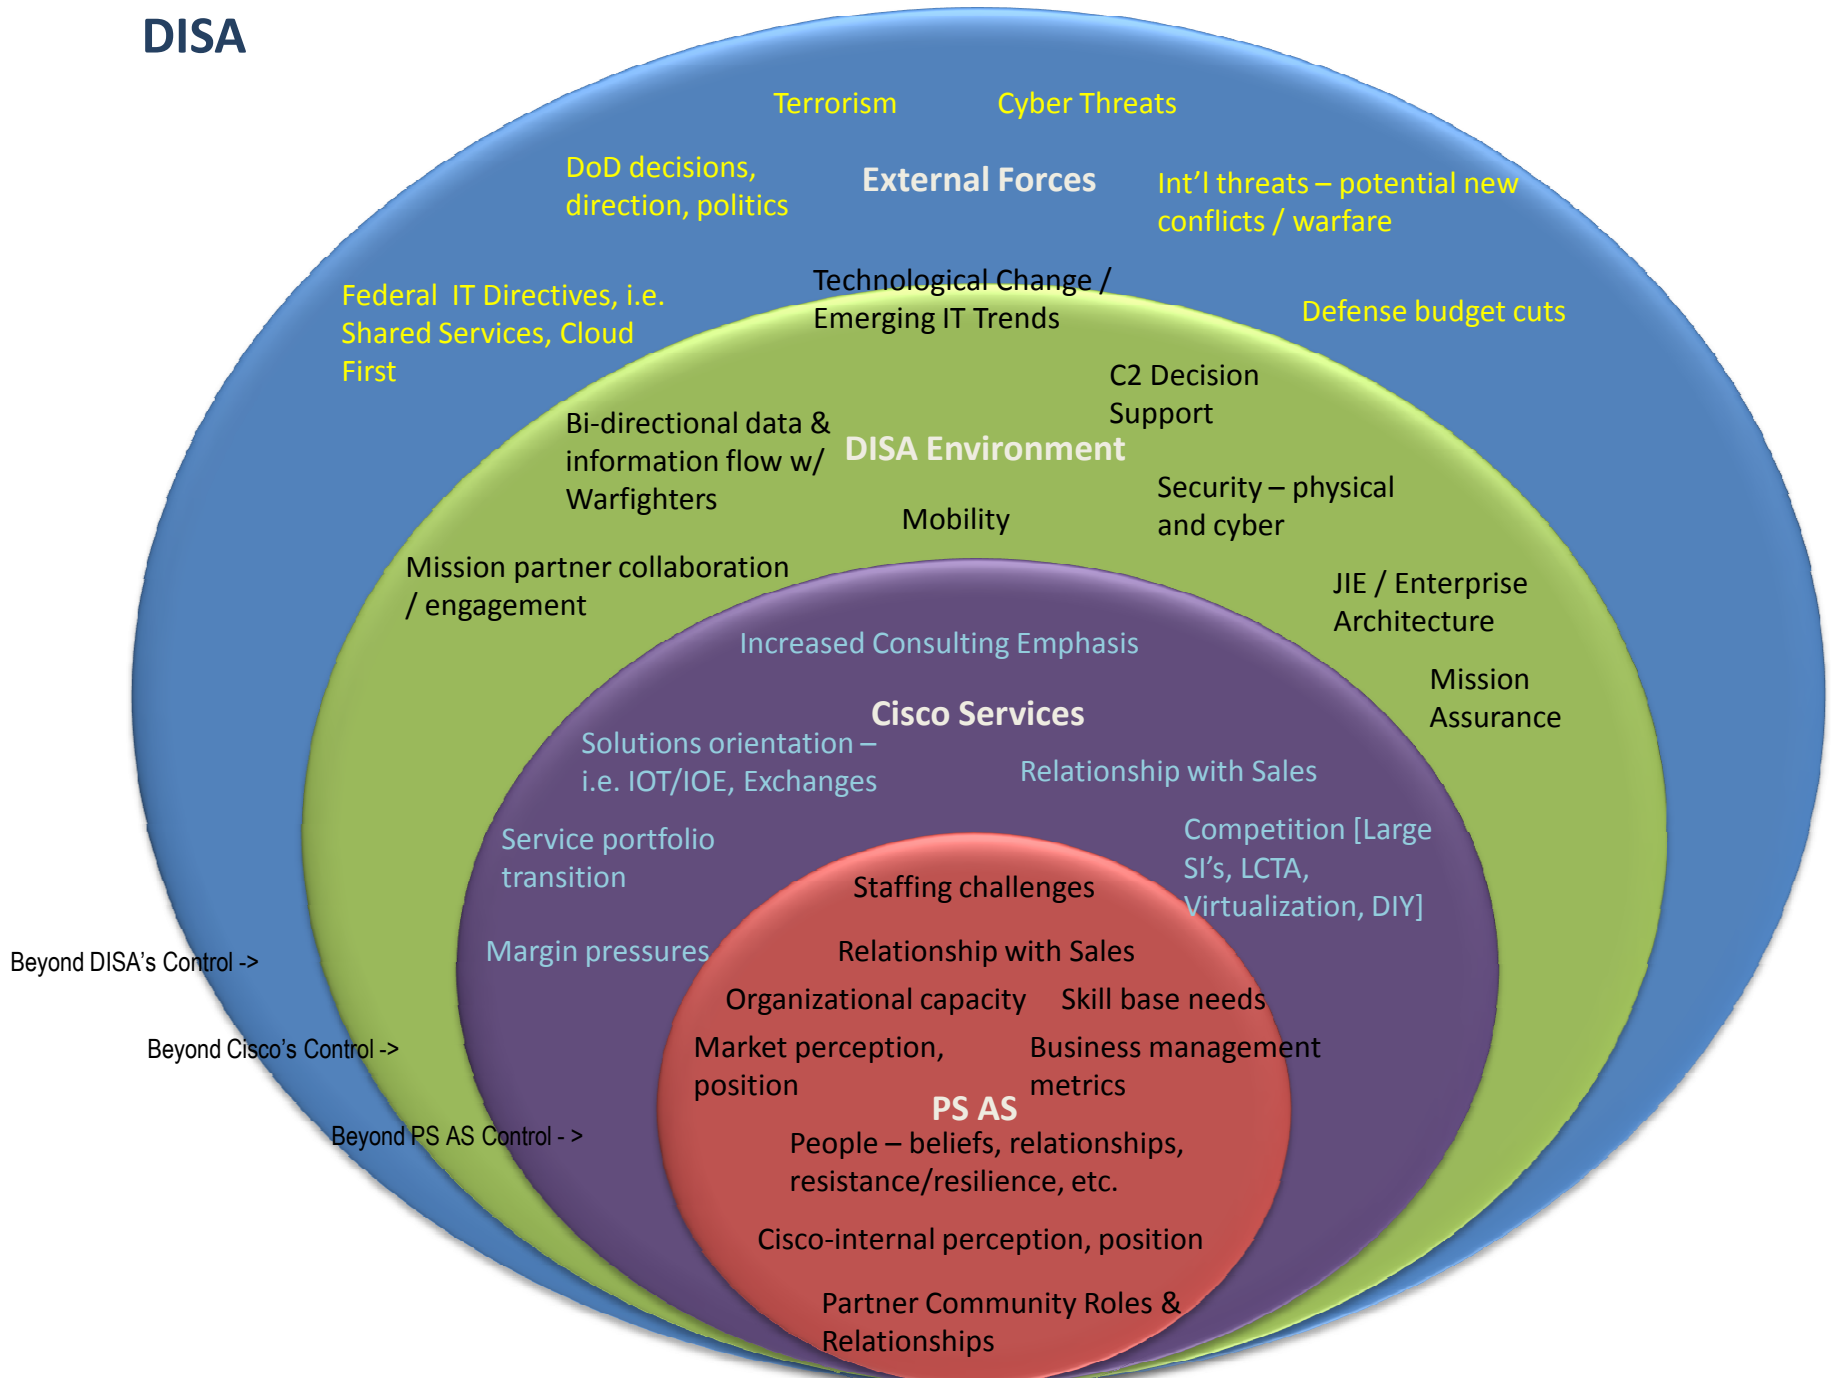 DISA
Terrorism
Cyber Threats
DoD decisions,
direction, politics
External Forces
Int'l threats – potential new
conflicts / warfare
Federal  IT Directives, i.e.
Shared Services, Cloud
First
Technological Change /
Emerging IT Trends
Defense budget cuts
C2 Decision
Support
Bi-directional data &
information flow w/
Warfighters
DISA Environment
Mobility
Security – physical
and cyber
Mission partner collaboration
/ engagement
JIE / Enterprise
Architecture
Mission
Assurance
Increased Consulting Emphasis
Cisco Services
Solutions orientation –
i.e. IOT/IOE, Exchanges
Relationship with Sales
Service portfolio
transition
Competition [Large
SI's, LCTA,
Virtualization, DIY]
Margin pressures
Staffing challenges
Relationship with Sales
Organizational capacity
Skill base needs
Market perception,
position
Business management
metrics
PS AS
People – beliefs, relationships,
resistance/resilience, etc.
Cisco-internal perception, position
Partner Community Roles &
Relationships
Beyond DISA's Control ->
Beyond Cisco's Control ->
Beyond PS AS Control - >